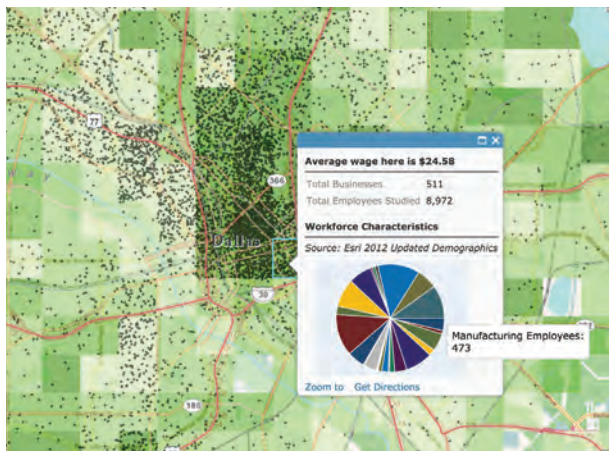 77
366
Dallas
30
180
Average wage here is $24.58
Total Businesses 511
Total Employees Studied 8,972
Workforce Characteristics
Source: Esri 2012 Updated Demographics
Manufacturing Employees:
473
Zoom to Get Directions